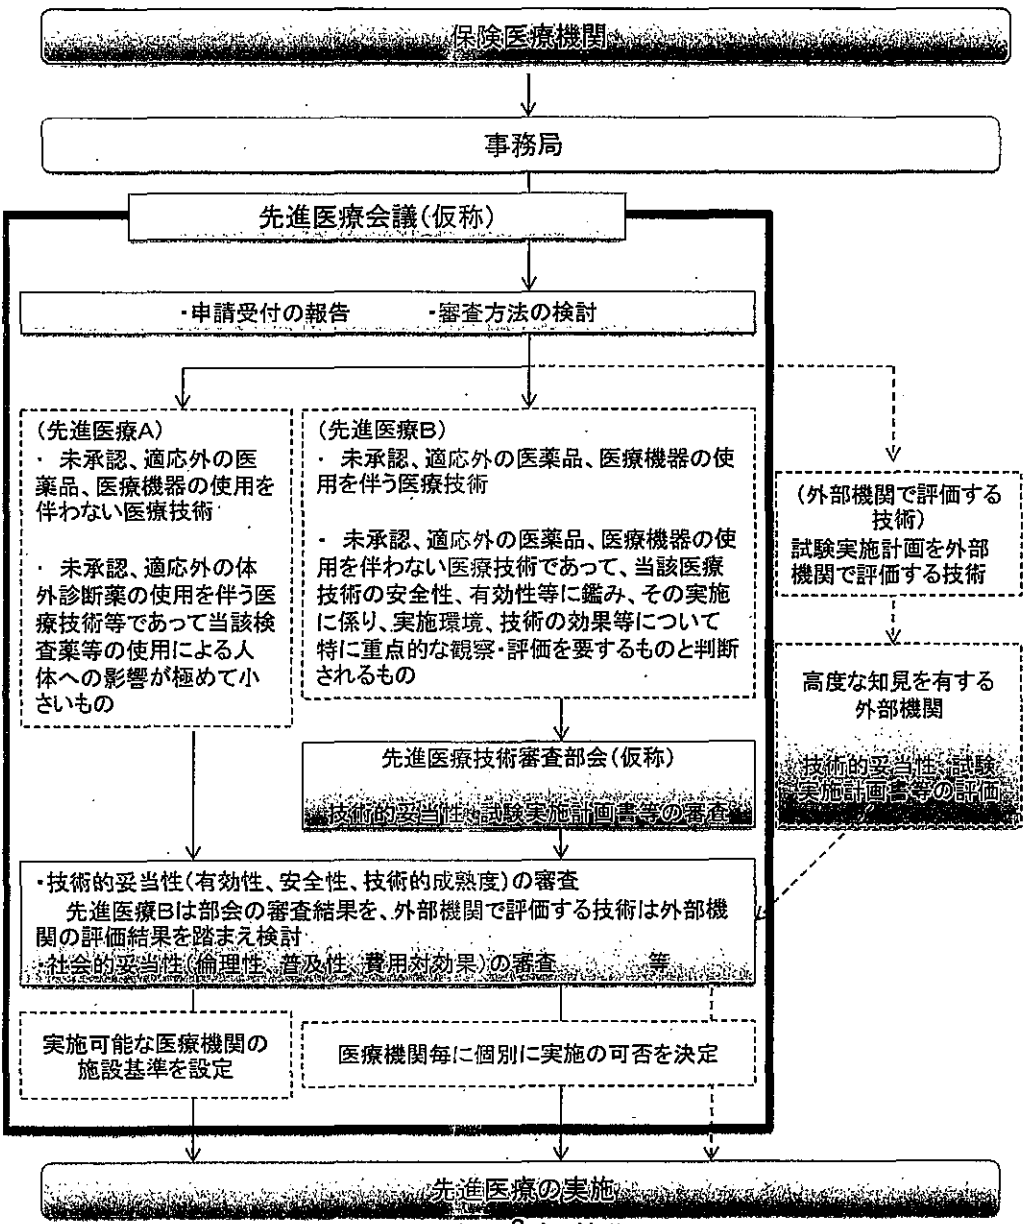 保険医療機関
事務局
先進医療会議(仮称)
・申請受付の報告　・審査方法の検討
(先進医療A)
・ 未承認、適応外の医
薬品、医療機器の使用を
伴わない医療技術
・ 未承認、適応外の体
外診断薬の使用を伴う医
療技術等であって当該検
査薬等の使用による人
体への影響が極めて小
さいもの
(先進医療B)
・ 未承認、適応外の医薬品、医療機器の使
用を伴う医療技術
・ 未承認、適応外の医薬品、医療機器の使
用を伴わない医療技術であって、当該医療
技術の安全性、有効性等に鑑み、その実施
に係り、実施環境、技術の効果等について
特に重点的な観察・評価を要するものと判断
されるもの
(外部機関で評価する
技術)
試験実施計画を外部
機関で評価する技術
高度な知見を有する
外部機関
技術的妥当性、試験
実施計画書等の評価
先進医療技術審査部会(仮称)
技術的妥当性、試験実施計画書等の審査
・技術的妥当性(有効性、安全性、技術的成熟度)の審査
先進医療Bは部会の審査結果を、外部機関で評価する技術は外部機
関の評価結果を踏まえ検討
・社会的妥当性(倫理性、普及性、費用対効果)の審査　等
実施可能な医療機関の
施設基準を設定
医療機関毎に個別に実施の可否を決定
先進医療の実施